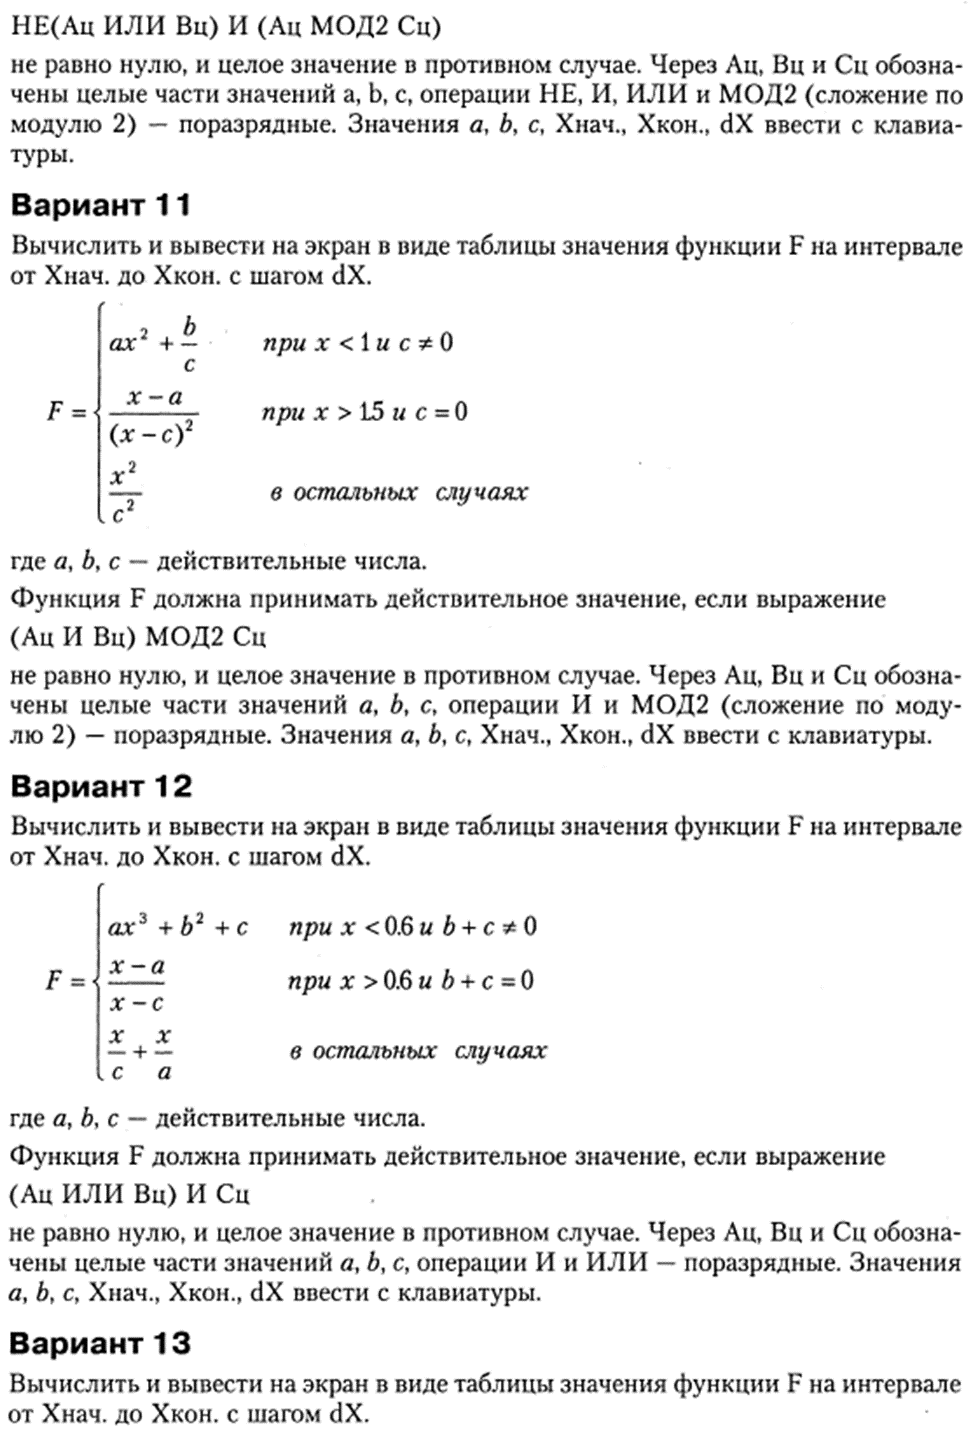 НЕ(Ац ИЛИ Вц) И (Ац МОД2 Сц)
не равно нулю, и целое значение в противном случае. Через Ац, Вц и Сц обозна-
чены целые части значений a, b, c, операции НЕ, И, ИЛИ и МОД2 (сложение по
модулю 2) — поразрядные. Значения a, b, c, Xнач., Xкон., dX ввести с клавиа-
туры.
Вариант 11
Вычислить и вывести на экран в виде таблицы значения функции F на интервале
от Xнач. до Xкон. с шагом dX.
F = { ax² + b/c при x < 1 и c ≠ 0
(x – a)/(x – c)² при x > 1.5 и c = 0
x²/c² в остальных случаях
где a, b, c — действительные числа.
Функция F должна принимать действительное значение, если выражение
(Ац И Вц) МОД2 Сц
не равно нулю, и целое значение в противном случае. Через Ац, Вц и Сц обозна-
чены целые части значений a, b, c, операции И и МОД2 (сложение по моду-
лю 2) — поразрядные. Значения a, b, c, Xнач., Xкон., dX ввести с клавиатуры.
Вариант 12
Вычислить и вывести на экран в виде таблицы значения функции F на интервале
от Xнач. до Xкон. с шагом dX.
F = { ax³ + b² + c при x < 0.6 и b + c ≠ 0
(x – a)/(x – c) при x > 0.6 и b + c = 0
x/c + x/a в остальных случаях
где a, b, c — действительные числа.
Функция F должна принимать действительное значение, если выражение
(Ац ИЛИ Вц) И Сц
не равно нулю, и целое значение в противном случае. Через Ац, Вц и Сц обозна-
чены целые части значений a, b, c, операции И и ИЛИ — поразрядные. Значения
a, b, c, Xнач., Xкон., dX ввести с клавиатуры.
Вариант 13
Вычислить и вывести на экран в виде таблицы значения функции F на интервале
от Xнач. до Xкон. с шагом dX.